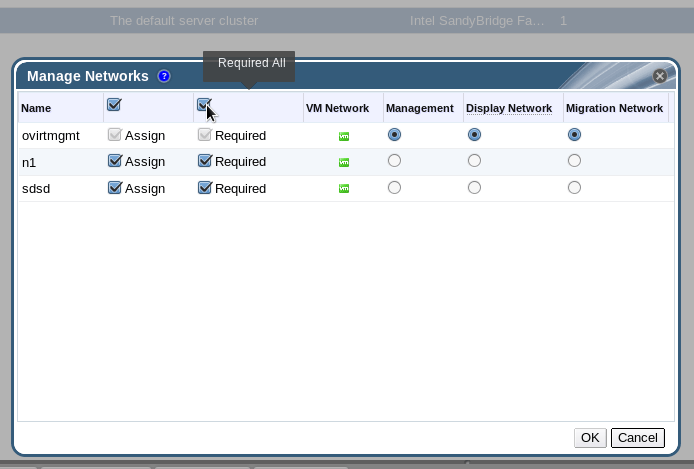 The default server cluster Intel SandyBridge Fa... 1
Required All
Manage Networks ?
Name VM Network Management Display Network Migration Network
ovirtmgmt Assign Required vm
n1 Assign Required vm
sdsd Assign Required vm
OK Cancel